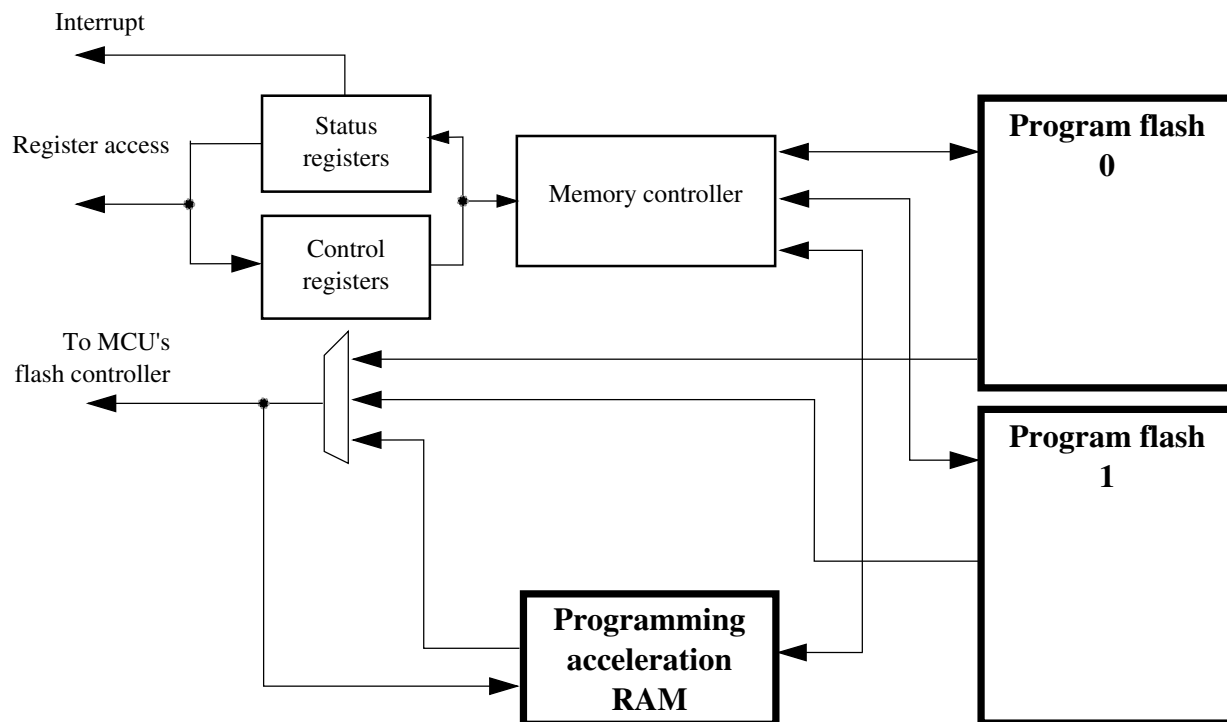 Interrupt
Register access
Status
registers
Control
registers
Memory controller
Program flash
0
To MCU's
flash controller
Program flash
1
Programming
acceleration
RAM